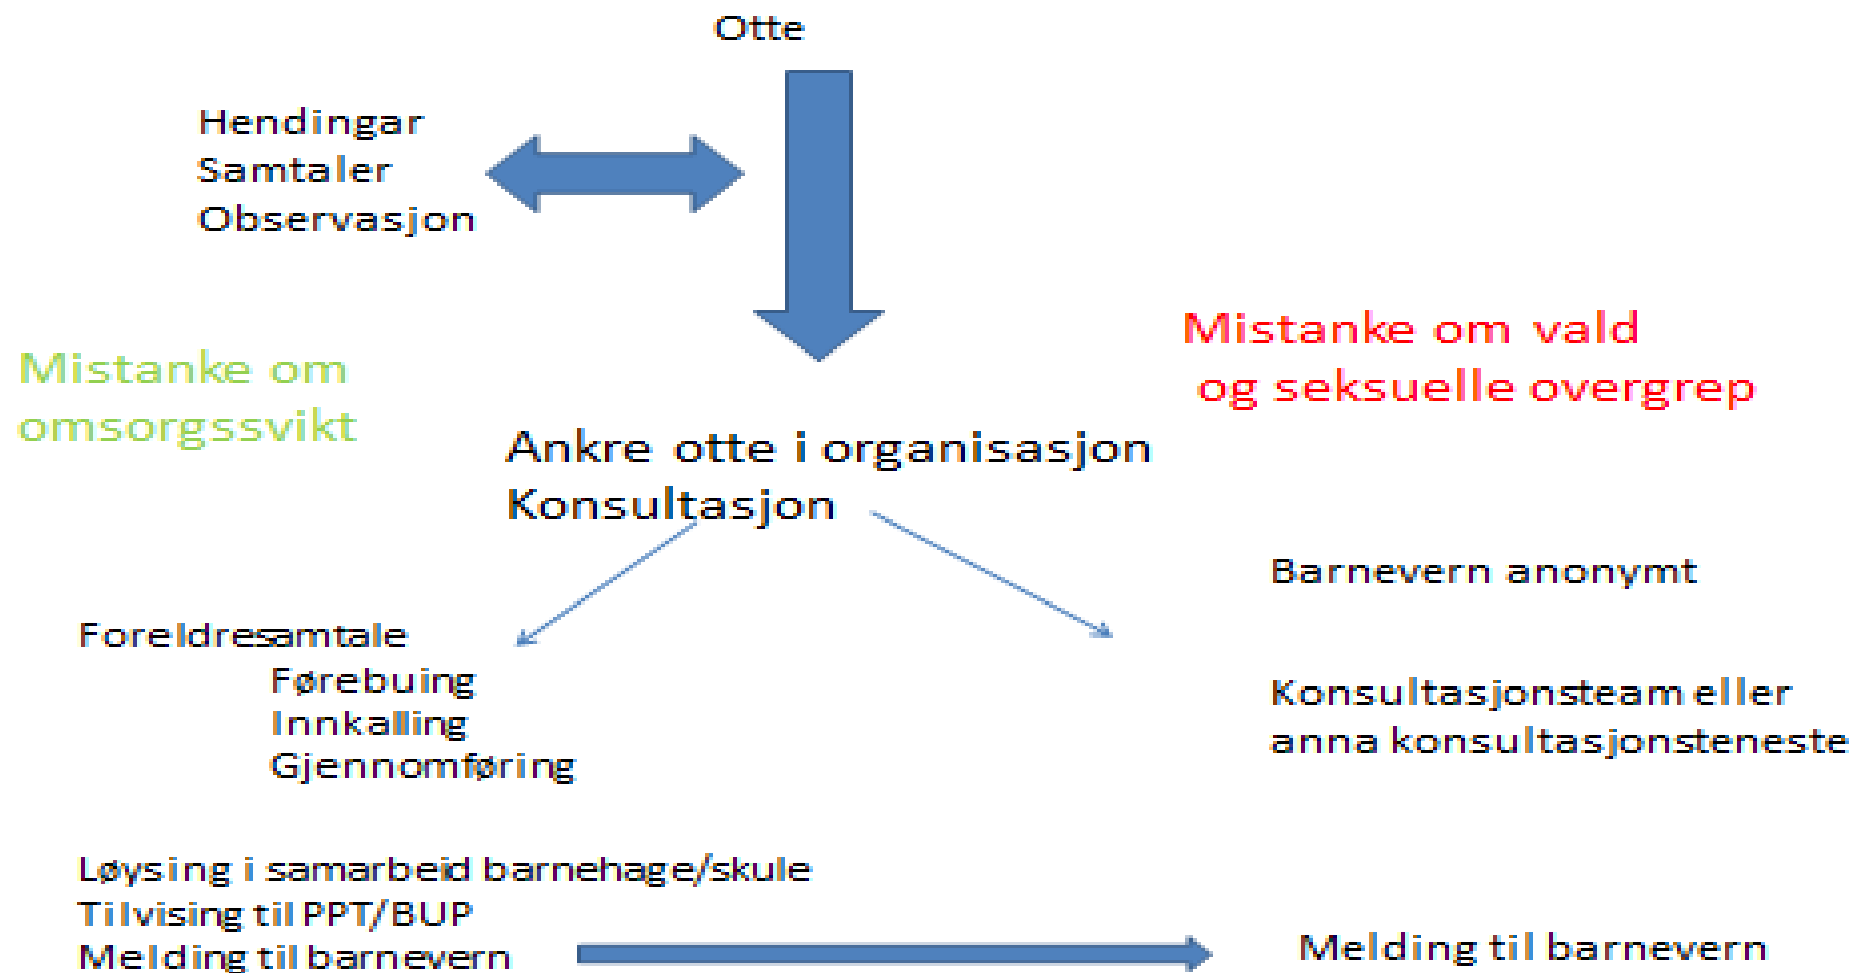 Otte
Hendingar
Samtaler
Observasjon
Mistanke om
omsorgssvikt
Mistanke om vald
og seksuelle overgrep
Ankre otte i organisasjon
Konsultasjon
Foreldresamtale
Førebuing
Innkalling
Gjennomføring
Barnevern anonymt
Konsultasjonsteam eller
anna konsultasjonsteneste
Løysing i samarbeid barnehage/skule
Tilvising til PPT/BUP
Melding til barnevern
Melding til barnevern